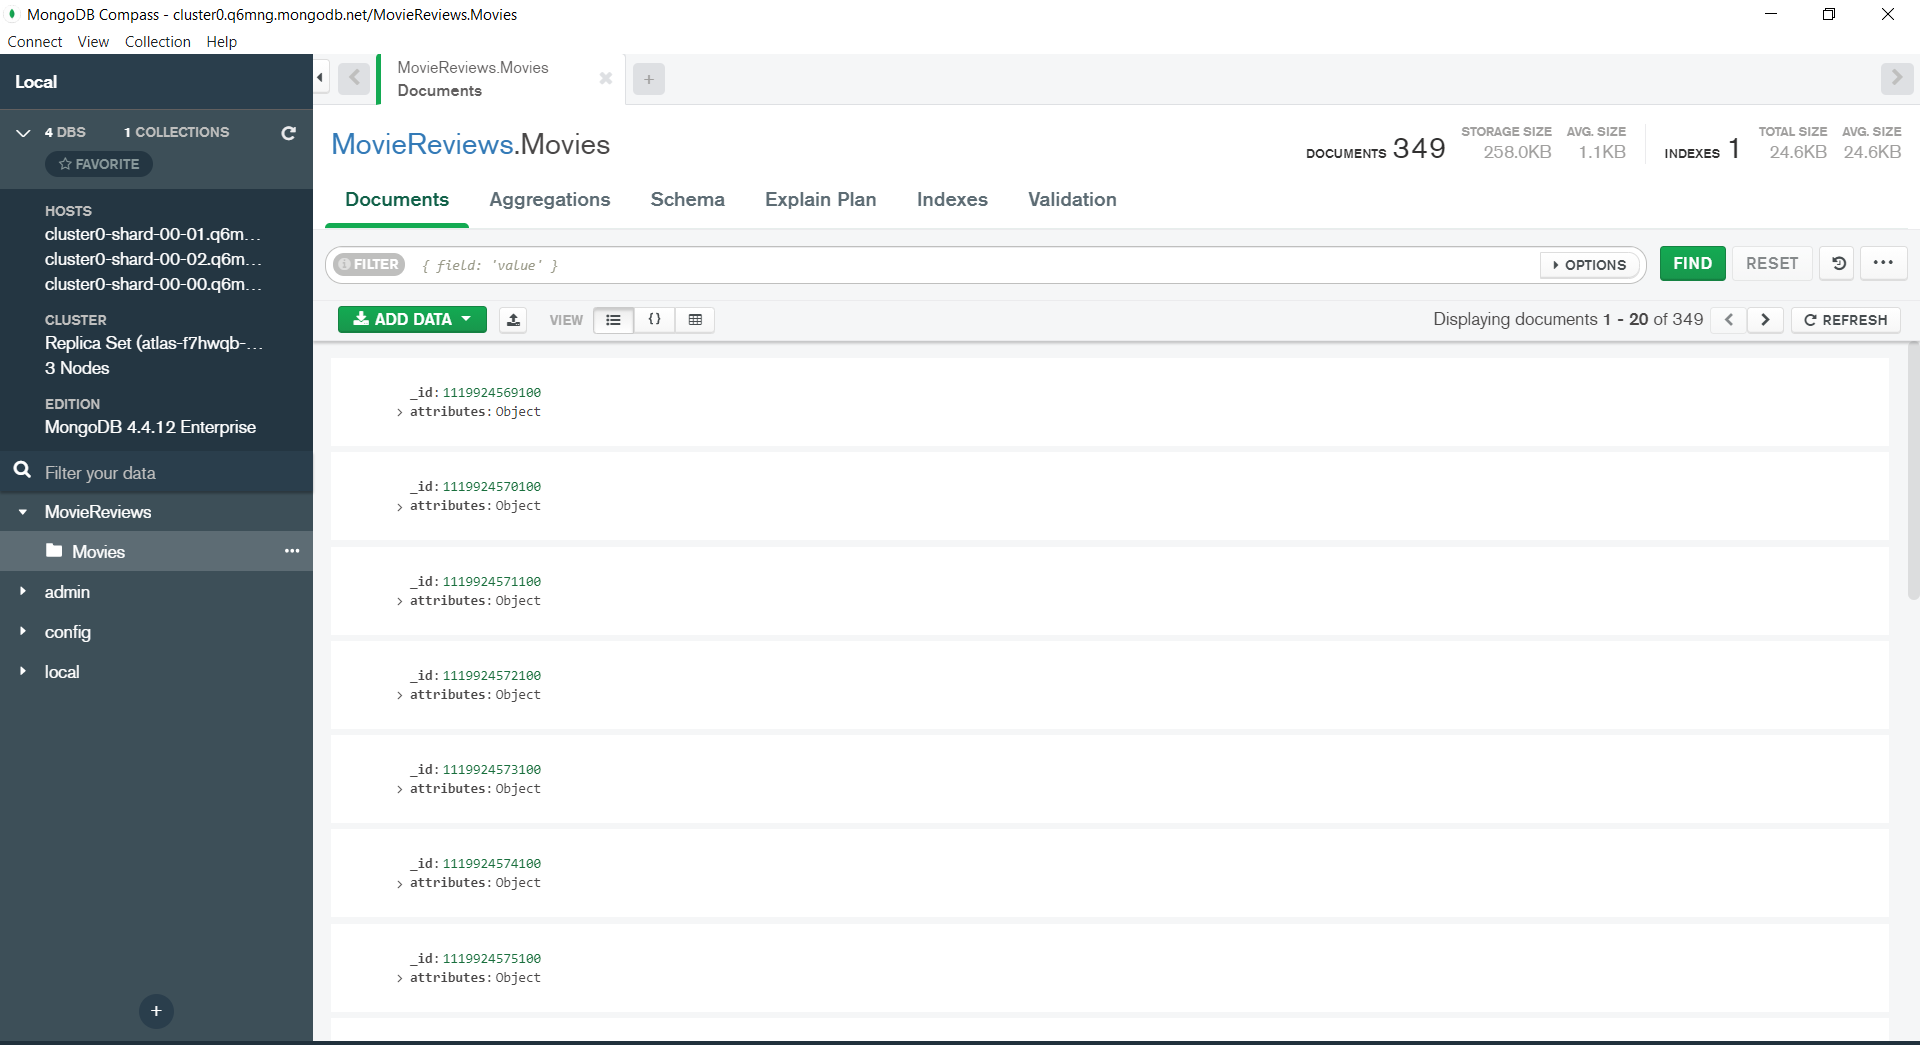 MongoDB Compass - cluster0.q6mng.mongodb.net/MovieReviews.Movies
Connect View Collection Help
Local
4 DBS 1 COLLECTIONS
FAVORITE
HOSTS
cluster0-shard-00-01.q6m...
cluster0-shard-00-02.q6m...
cluster0-shard-00-00.q6m...
CLUSTER
Replica Set (atlas-f7hwqb-...
3 Nodes
EDITION
MongoDB 4.4.12 Enterprise
Filter your data
MovieReviews
Movies
admin
config
local
MovieReviews.Movies
Documents
MovieReviews.Movies
DOCUMENTS 349 STORAGE SIZE 258.0KB AVG. SIZE 1.1KB INDEXES 1 TOTAL SIZE 24.6KB AVG. SIZE 24.6KB
Documents Aggregations Schema Explain Plan Indexes Validation
FILTER { field: 'value' } OPTIONS FIND RESET
ADD DATA VIEW {} Displaying documents 1 - 20 of 349 REFRESH
_id: 1119924569100
attributes: Object
_id: 1119924570100
attributes: Object
_id: 1119924571100
attributes: Object
_id: 1119924572100
attributes: Object
_id: 1119924573100
attributes: Object
_id: 1119924574100
attributes: Object
_id: 1119924575100
attributes: Object